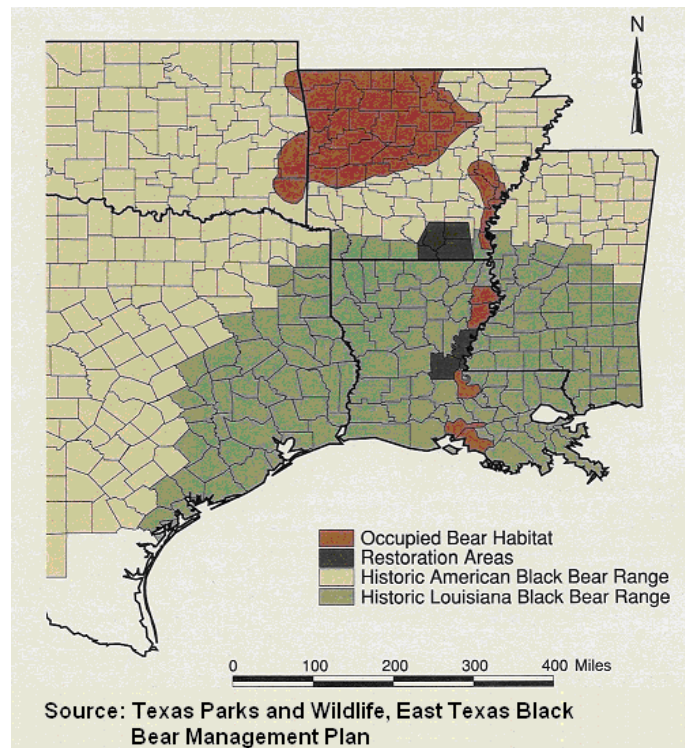 N
Occupied Bear Habitat
Restoration Areas
Historic American Black Bear Range
Historic Louisiana Black Bear Range
0 100 200 300 400 Miles
Source: Texas Parks and Wildlife, East Texas Black
Bear Management Plan